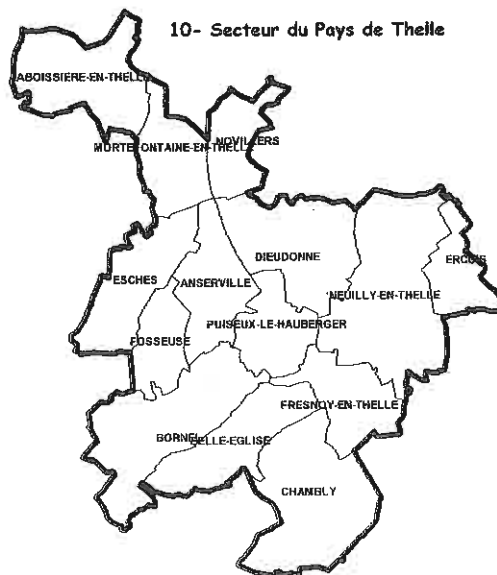 10- Secteur du Pays de Thelle
ABOISSIERE-EN-THELLE
MORTEFONTAINE-EN-THELLE
NOVILLERS
DIEUDONNE
ERCUIS
ESCHES
ANSERVILLE
NEUILLY-EN-THELLE
PUISEUX-LE-HAUBERGER
FOSSEUSE
FRESNOY-EN-THELLE
BORNEL
BELLE-EGLISE
CHAMBLY